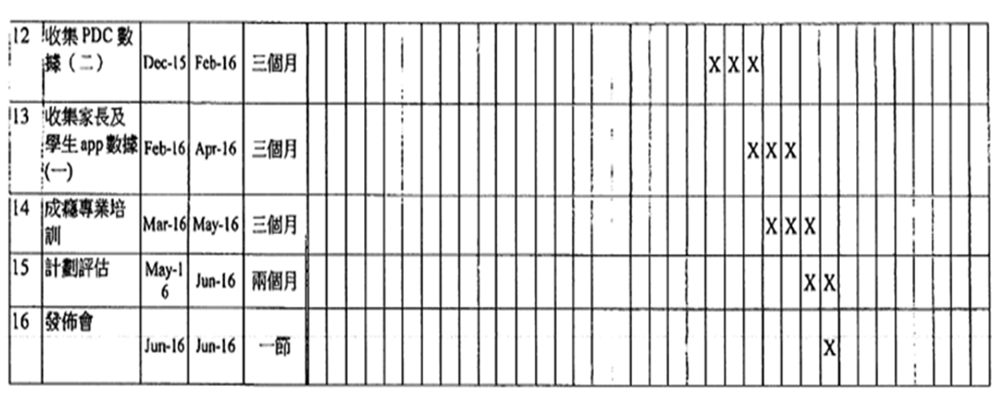 12 收集 PDC 數
據（二） Dec-15 Feb-16 三個月 X X X
13 收集家長及
學生 app 數據 Feb-16 Apr-16 三個月 X X X
(一)
14 成癮專業培
訓 Mar-16 May-16 三個月 X X X
15 計劃評估 May-1
6 Jun-16 兩個月 X X
16 發佈會
Jun-16 Jun-16 一節 X